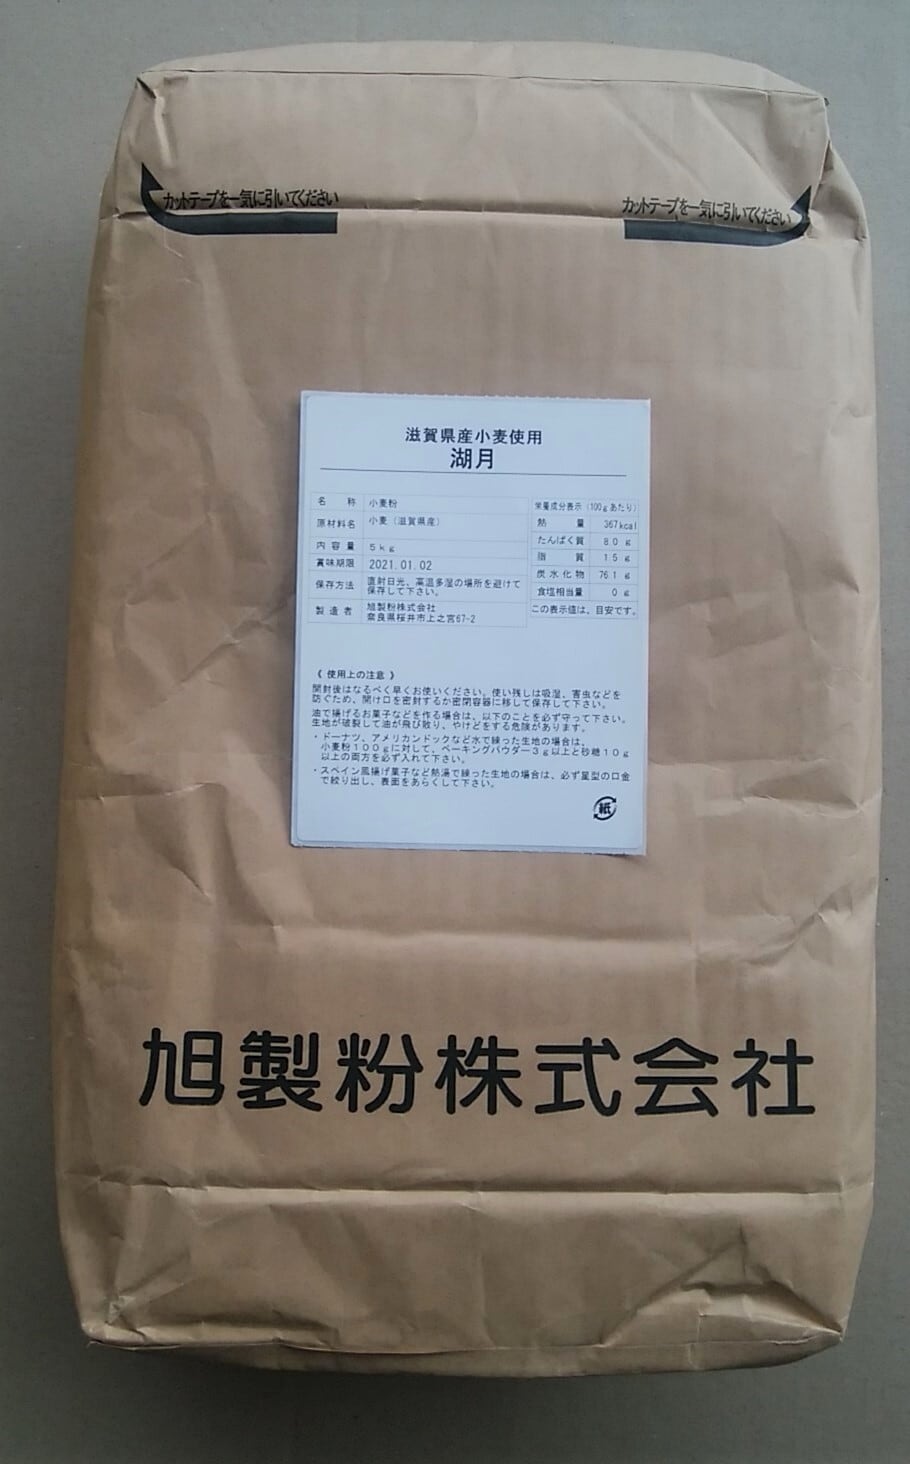 カットテープを一気に引いてください
カットテープを一気に引いてください
滋賀県産小麦使用
湖月
名 称 小麦粉
原材料名 小麦（滋賀県産）
内容量 5kg
賞味期限 2021.01.02
保存方法 直射日光、高温多湿の場所を避けて
保存して下さい。
製造者 旭製粉株式会社
奈良県桜井市上之宮67-2
栄養成分表示（100gあたり）
熱 量 367kcal
たんぱく質 8.0 g
脂 質 1.5 g
炭水化物 76.1 g
食塩相当量 0 g
この表示値は、目安です。
《 使用上の注意 》
開封後はなるべく早くお使いください。使い残しは吸湿、害虫などを
防ぐため、開け口を密封するか密閉容器に移して保存して下さい。
油で揚げるお菓子などを作る場合は、以下のことを必ず守って下さい。
生地が破裂して油が飛び散り、やけどをする危険があります。
・ドーナツ、アメリカンドックなど水で練った生地の場合は、
小麦粉１００ｇに対して、ベーキングパウダー３ｇ以上と砂糖１０ｇ
以上の両方を必ず入れて下さい。
・スペイン風揚げ菓子など熱湯で練った生地の場合は、必ず星型の口金
で絞り出し、表面をあらくして下さい。
紙
旭製粉株式会社